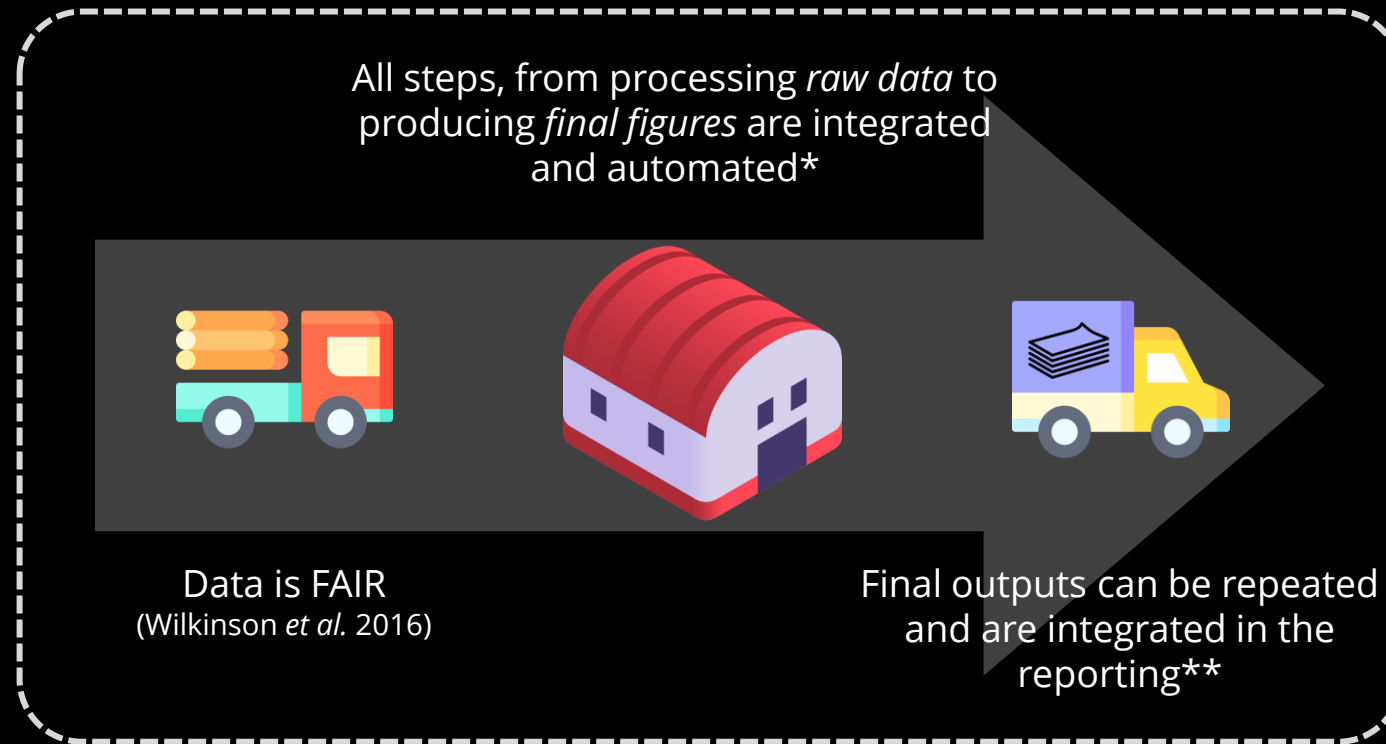 All steps, from processing raw data to
producing final figures are integrated
and automated*
Data is FAIR
(Wilkinson et al. 2016)
Final outputs can be repeated
and are integrated in the
reporting**